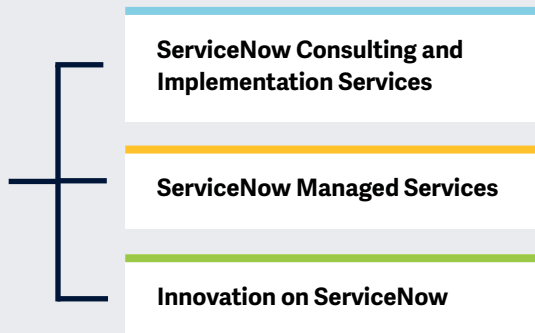 ServiceNow Consulting and
Implementation Services
ServiceNow Managed Services
Innovation on ServiceNow